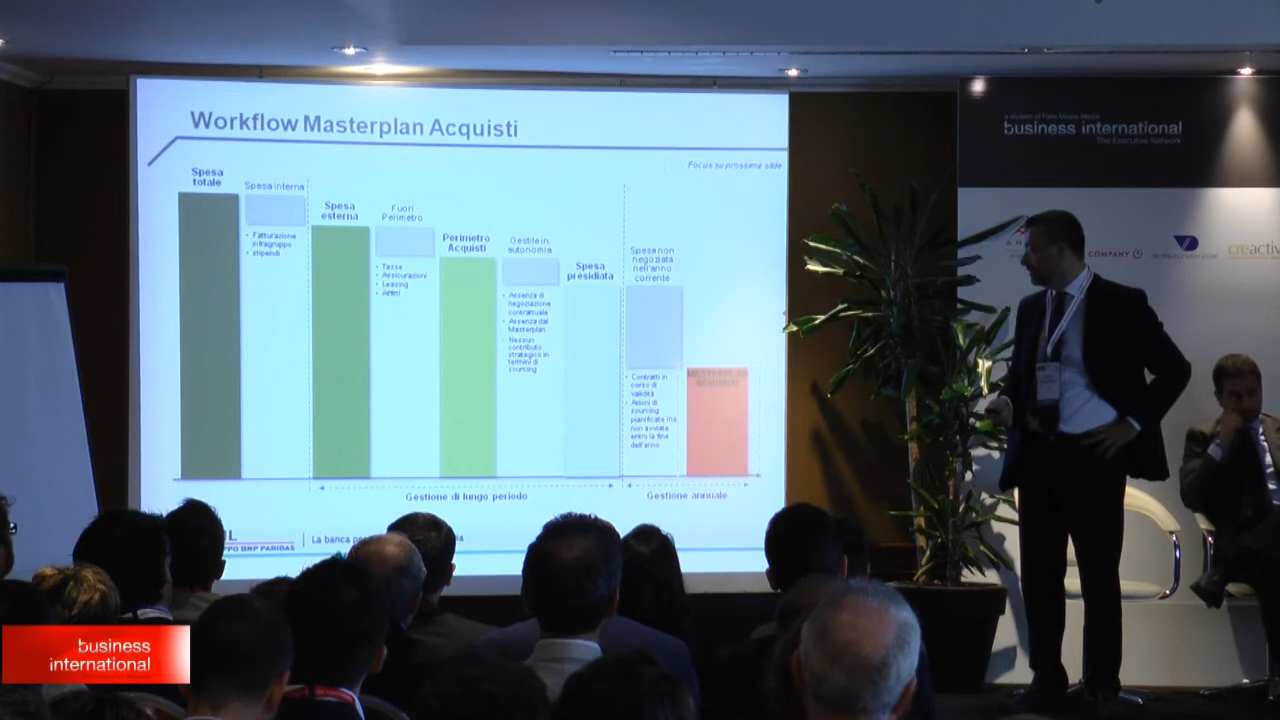 Workflow Masterplan Acquisti
Focus su prossime slide
Spesa
totale
Spesa interna
• Fatturazione
infragruppo
• stipendi
Spesa
esterna
Fuori
Perimetro
• Tasse
• Assicurazioni
• Leasing
• Affitti
Perimetro
Acquisti
Gestite in
autonomia
• Assenza di
negoziazione
contrattuale
• Assenza dal
Masterplan
• Nessun
contributo
strategico in
termini di
sourcing
Spesa
presidiata
Spesa non
negoziata
nell'anno
corrente
• Contratti in
corso di
validità
• Azioni di
sourcing
pianificate ma
non avviate
entro la fine
dell'anno
MASTERPLAN
ACQUISTI
Gestione di lungo periodo
Gestione annuale
La banca
BNP PARIBAS
business international
The Executive Network
COMPANY
creactiv
business
international